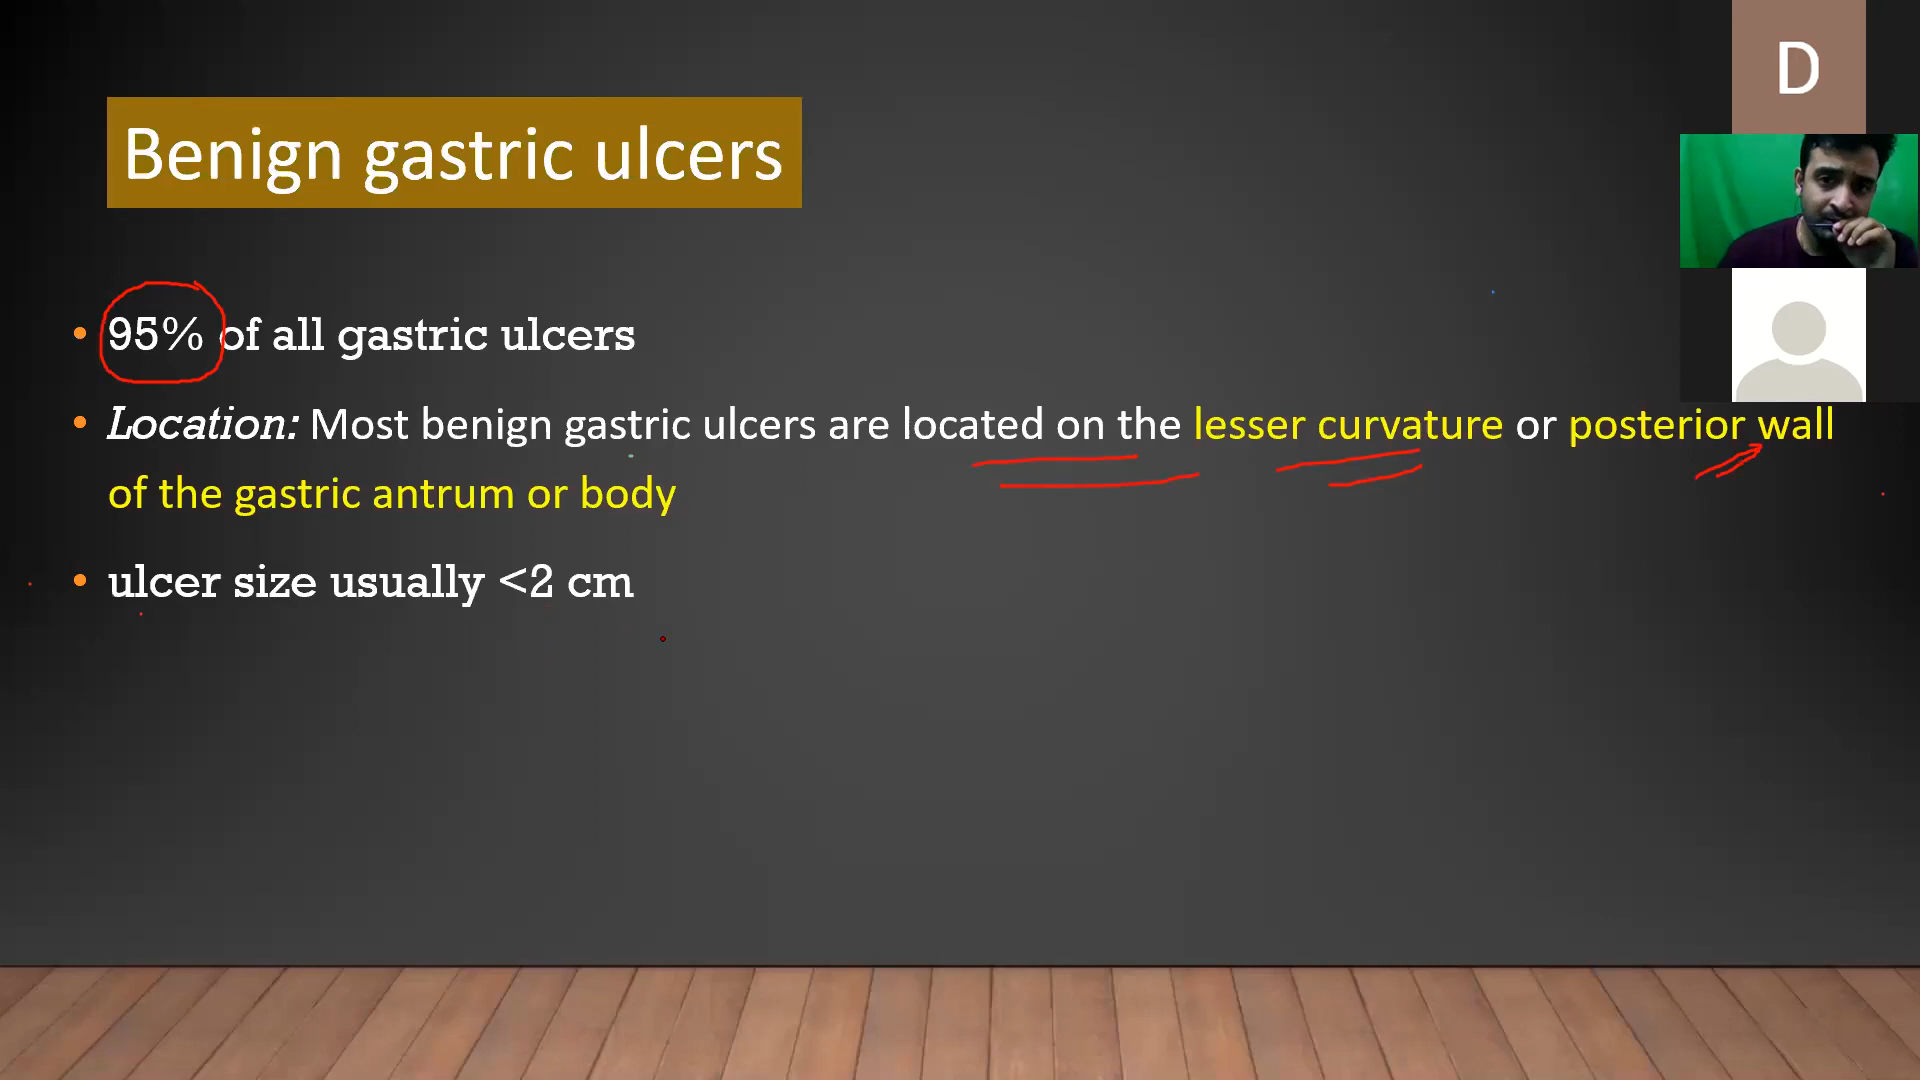 D
Benign gastric ulcers
• 95% of all gastric ulcers
• Location: Most benign gastric ulcers are located on the lesser curvature or posterior wall
of the gastric antrum or body
• ulcer size usually <2 cm